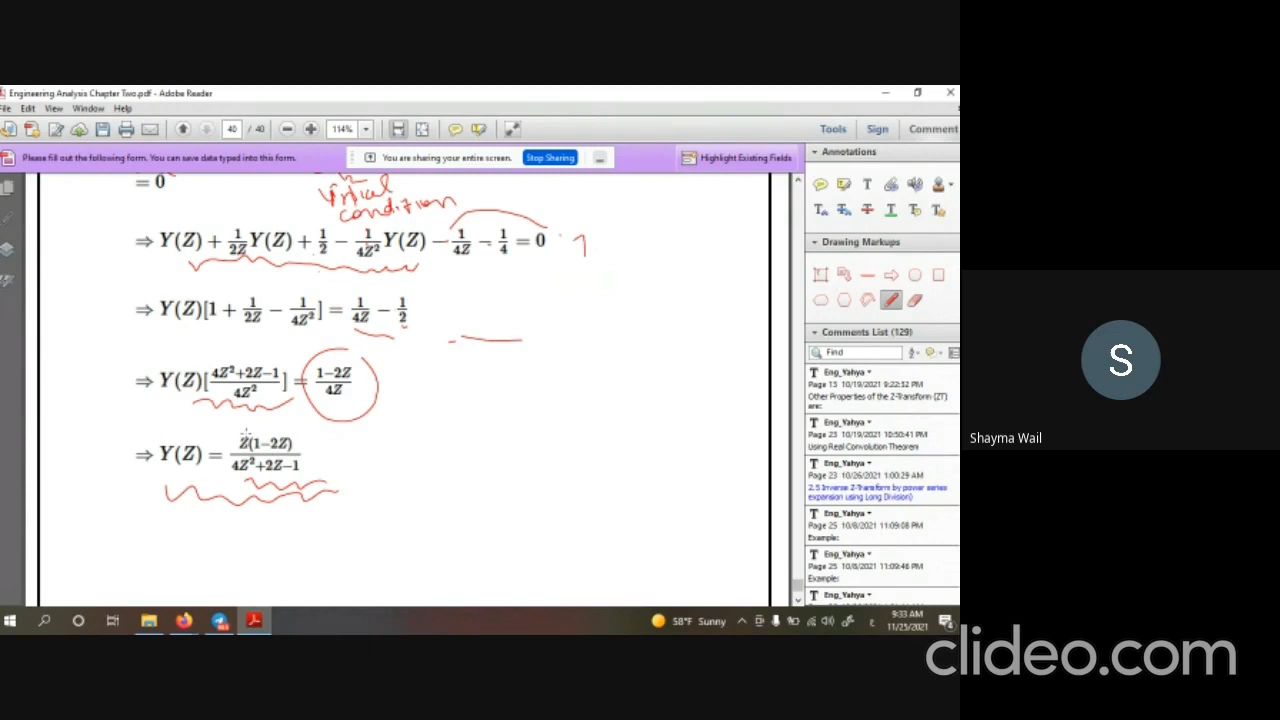 Engineering Analysis Chapter Two.pdf - Adobe Reader
File Edit View Window Help
40 / 40 114% Tools Sign Comment
Please fill out the following form. You can save data typed into this form.
You are sharing your entire screen. Stop Sharing
Highlight Existing Fields
= 0
condition
⇒ Y(Z) + 1/2Z Y(Z) + 1/2 − 1/4Z² Y(Z) − 1/4Z − 1/4 = 0
⇒ Y(Z)[1 + 1/2Z − 1/4Z²] = 1/4Z − 1/2
⇒ Y(Z)[4Z²+2Z−1/4Z²] = 1−2Z/4Z
⇒ Y(Z) = Z(1−2Z)/4Z²+2Z−1
Annotations
Drawing Markups
Comments List (129)
Find
Eng_Yahya
Page 13 10/19/2021 9:22:32 PM
Other Properties of the Z-Transform (ZT)
are:
Eng_Yahya
Page 23 10/19/2021 10:50:41 PM
Using Real Convolution Theorem
Eng_Yahya
Page 23 10/26/2021 1:00:29 AM
2.5 Inverse Z-Transform by power series
expansion using Long Division)
Eng_Yahya
Page 25 10/8/2021 11:09:08 PM
Example:
Eng_Yahya
Page 25 10/8/2021 11:09:46 PM
Example:
Eng_Yahya
58°F Sunny
9:33 AM
11/25/2021
S
Shayma Wail
clideo.com